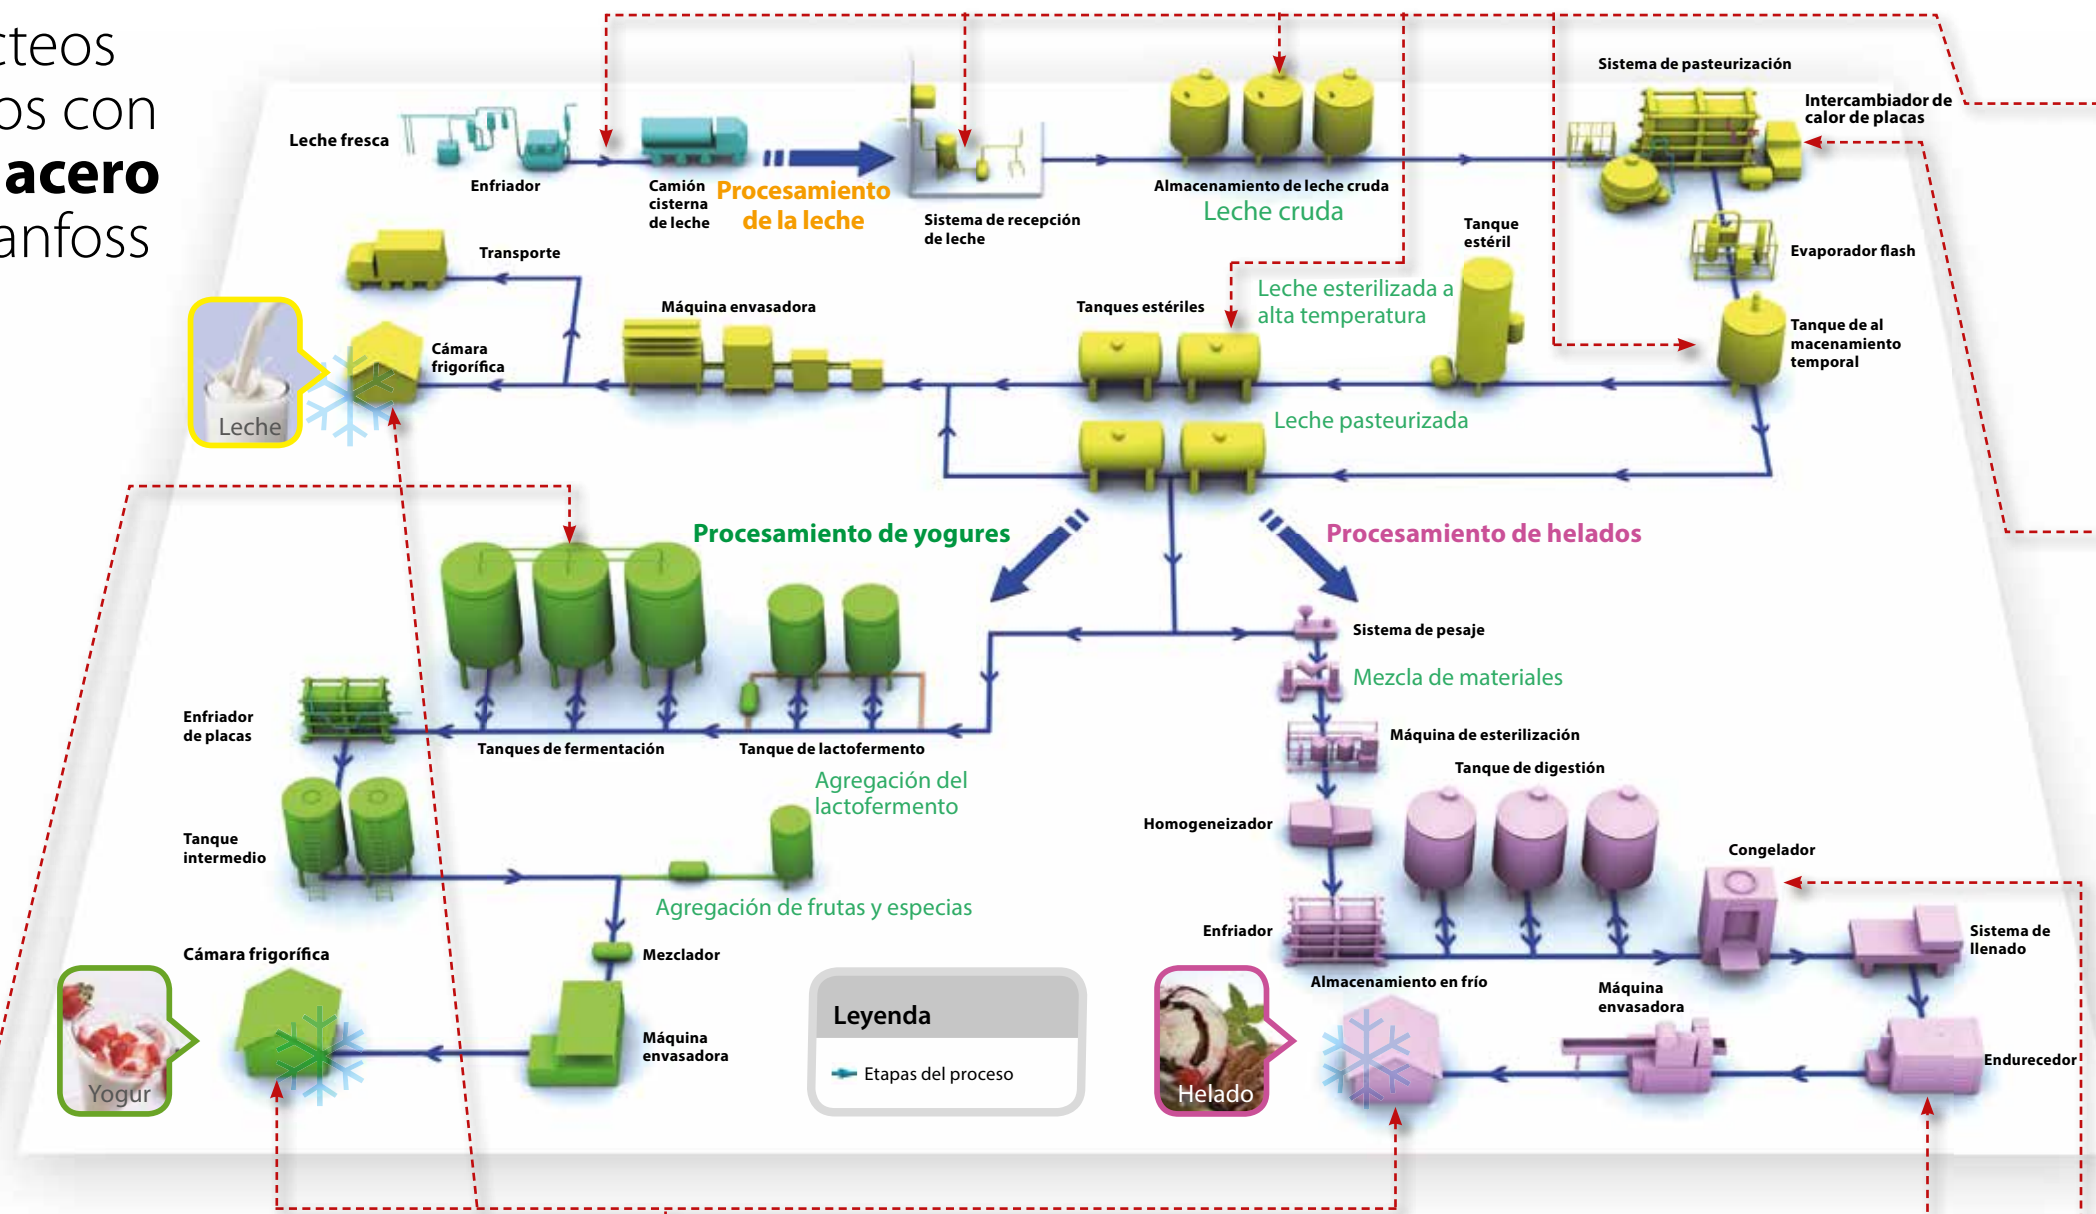 cteos
os con
acero
anfoss
Leche fresca
Enfriador
Camión
cisterna
de leche
Procesamiento
de la leche
Sistema de recepción
de leche
Almacenamiento de leche cruda
Leche cruda
Sistema de pasteurización
Intercambiador de
calor de placas
Evaporador flash
Tanque de al
macenamiento
temporal
Tanque
estéril
Leche esterilizada a
alta temperatura
Tanques estériles
Leche pasteurizada
Máquina envasadora
Transporte
Cámara
frigorífica
Leche
Procesamiento de yogures
Procesamiento de helados
Tanques de fermentación
Tanque de lactofermento
Agregación del
lactofermento
Enfriador
de placas
Tanque
intermedio
Agregación de frutas y especias
Mezclador
Máquina
envasadora
Cámara frigorífica
Yogur
Leyenda
Etapas del proceso
Sistema de pesaje
Mezcla de materiales
Máquina de esterilización
Tanque de digestión
Homogeneizador
Enfriador
Congelador
Sistema de
llenado
Endurecedor
Máquina
envasadora
Almacenamiento en frío
Helado